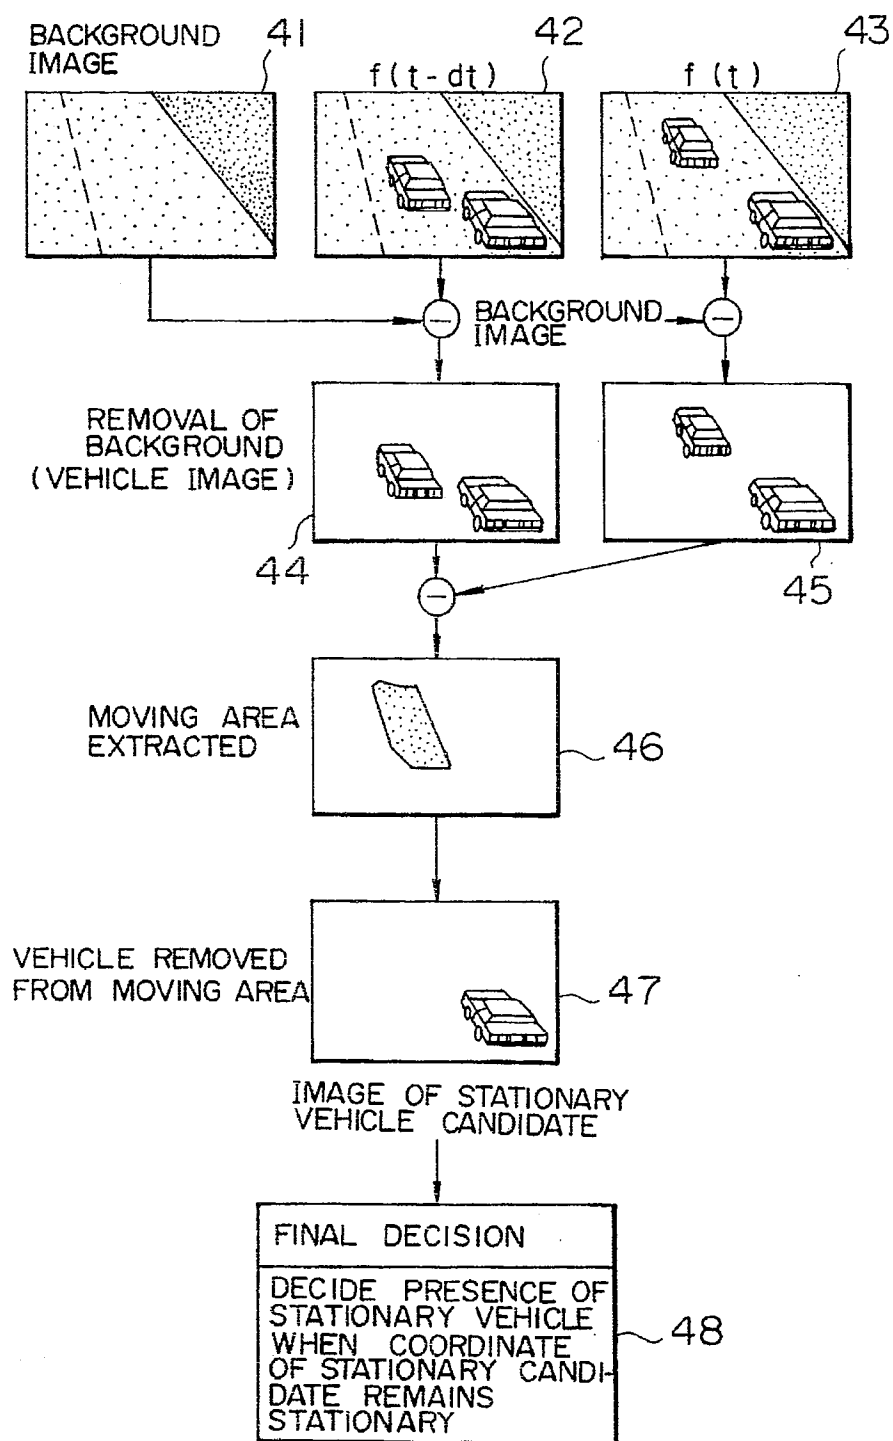 BACKGROUND
IMAGE
41
f(t-dt)
42
f(t)
43
BACKGROUND
IMAGE
REMOVAL OF
BACKGROUND
(VEHICLE IMAGE)
44
45
MOVING AREA
EXTRACTED
46
VEHICLE REMOVED
FROM MOVING AREA
47
IMAGE OF STATIONARY
VEHICLE CANDIDATE
FINAL DECISION
DECIDE PRESENCE OF
STATIONARY VEHICLE
WHEN COORDINATE
OF STATIONARY CANDI-
DATE REMAINS
STATIONARY
48